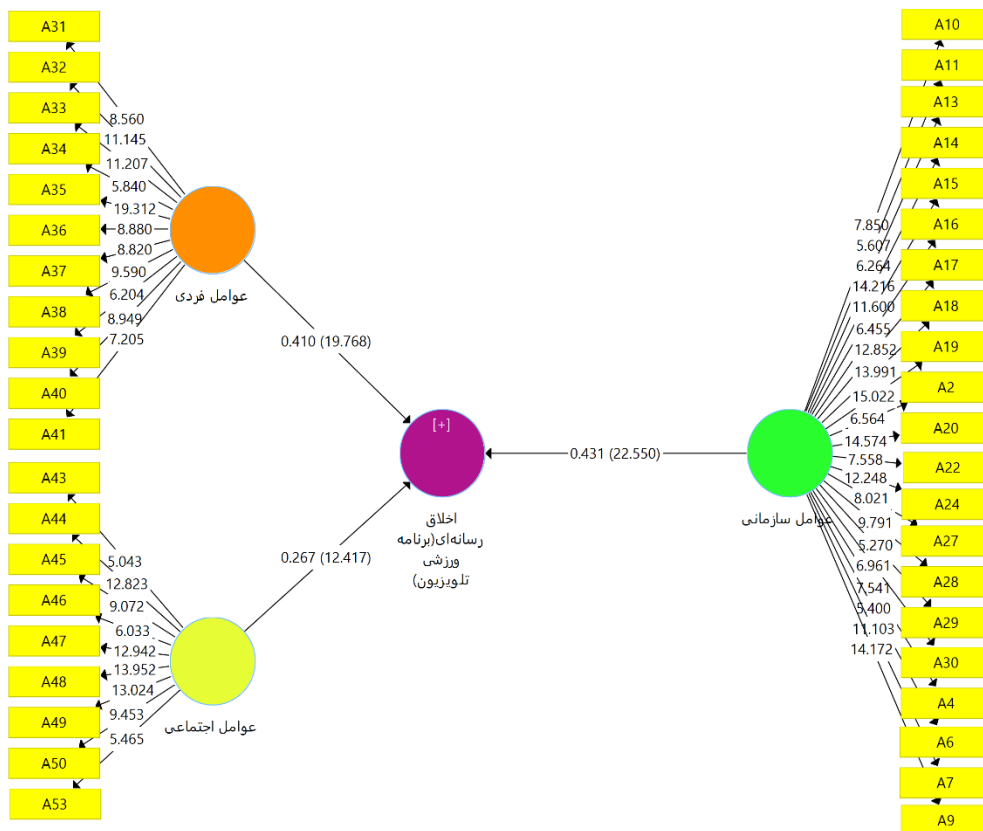 A31
A32
A33
A34
A35
A36
A37
A38
A39
A40
A41
8.560
11.145
11.207
5.840
19.312
8.880
8.820
9.590
6.204
8.949
7.205
عوامل فردی
0.410 (19.768)
A43
A44
A45
A46
A47
A48
A49
A50
A53
5.043
12.823
9.072
6.033
12.942
13.952
13.024
9.453
5.465
عوامل اجتماعی
0.267 (12.417)
[+]
اخلاق
رسانه‌ای(برنامه
ورزشی
تلویزیون)
0.431 (22.550)
عوامل سازمانی
7.850
5.607
6.264
14.216
11.600
6.455
12.852
13.991
15.022
6.564
14.574
7.558
12.248
8.021
9.791
5.270
6.961
7.541
5.400
11.103
14.172
A10
A11
A13
A14
A15
A16
A17
A18
A19
A2
A20
A22
A24
A27
A28
A29
A30
A4
A6
A7
A9